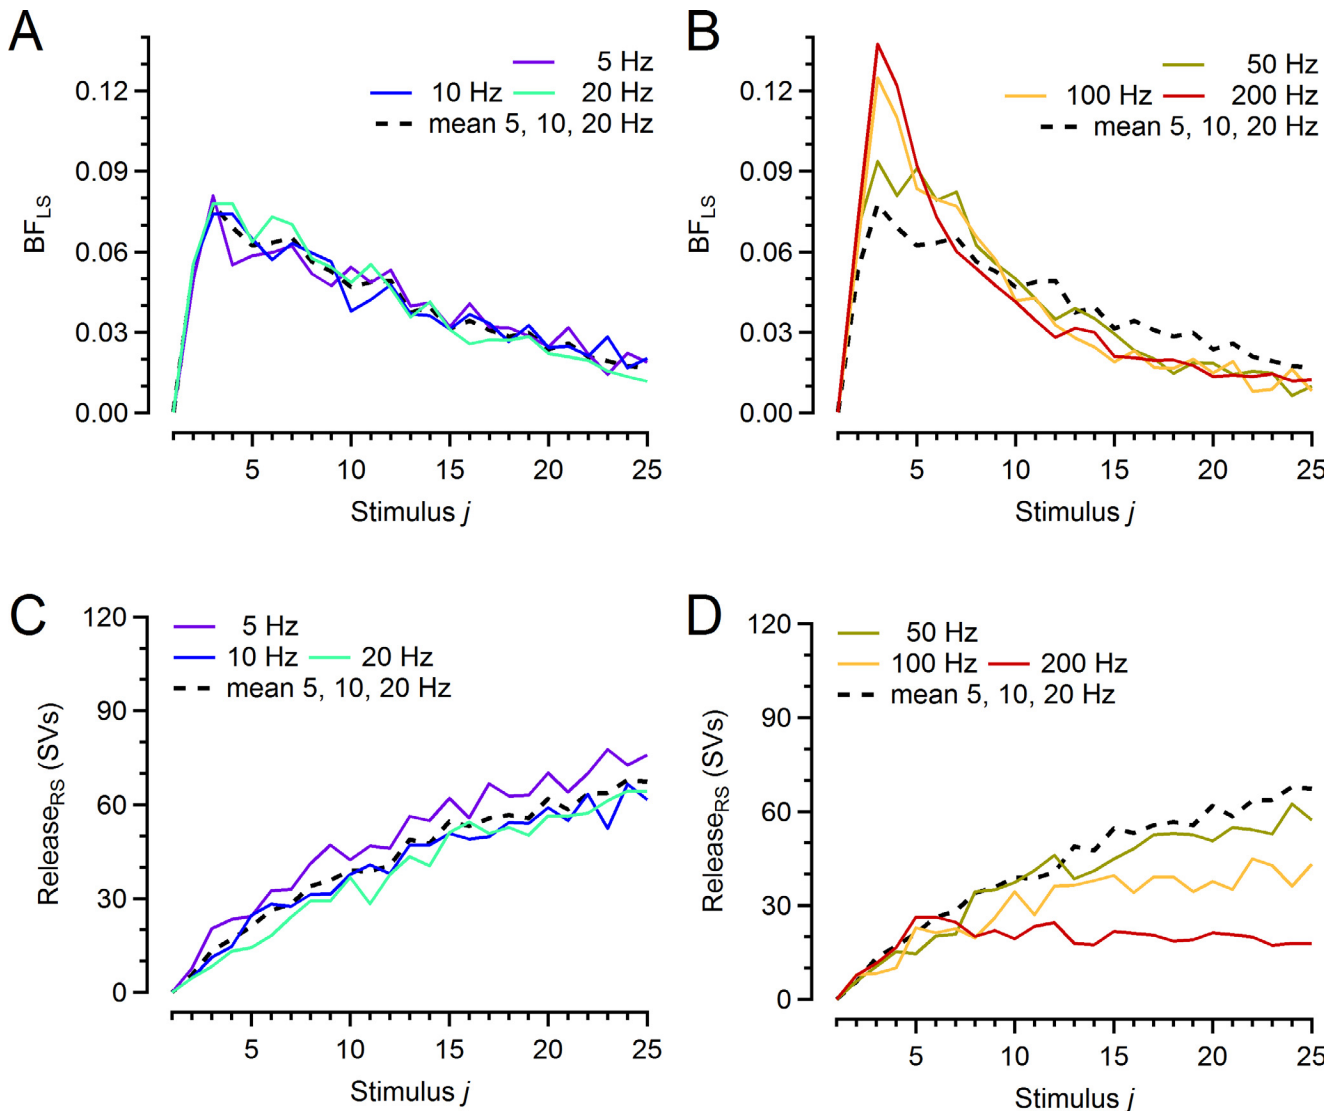 A
5 Hz
10 Hz 20 Hz
mean 5, 10, 20 Hz
BF_LS
0.12
0.09
0.06
0.03
0.00
5 10 15 20 25
Stimulus j
B
50 Hz
100 Hz 200 Hz
mean 5, 10, 20 Hz
BF_LS
0.12
0.09
0.06
0.03
0.00
5 10 15 20 25
Stimulus j
C
5 Hz
10 Hz 20 Hz
mean 5, 10, 20 Hz
Release_RS (SVs)
120
90
60
30
0
5 10 15 20 25
Stimulus j
D
50 Hz
100 Hz 200 Hz
mean 5, 10, 20 Hz
Release_RS (SVs)
120
90
60
30
0
5 10 15 20 25
Stimulus j